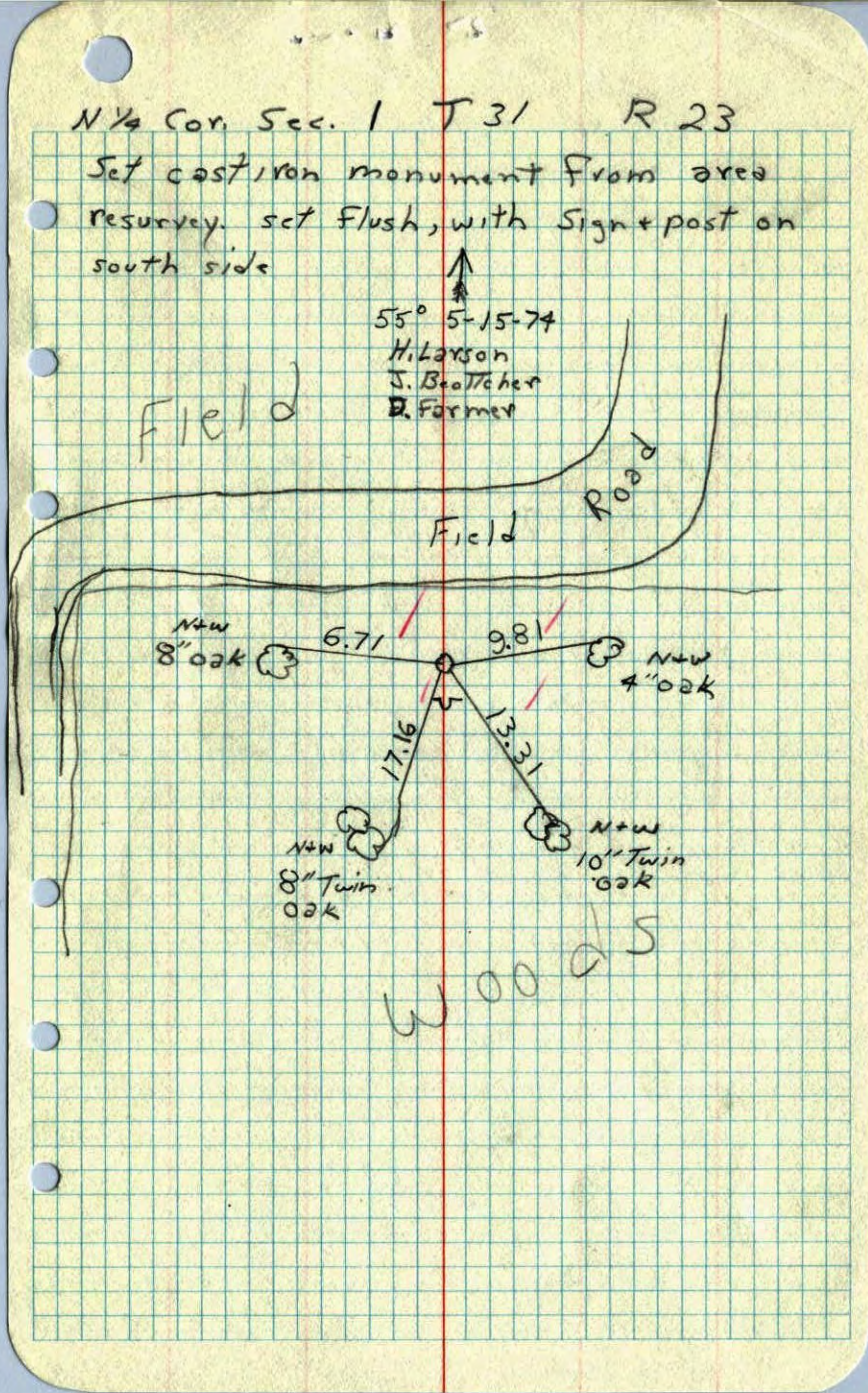 N 1/4 Cor. Sec. 1 T 31 R 23
Set cast iron monument from area
resurvey. set flush, with Sign + post on
south side
55° 5-15-74
H. Larson
J. Beottcher
D. Farmer
Field
Road
Field
N+W
8" oak
6.71
9.81
N+W
4" oak
17.16
13.31
N+W
8" Twin
oak
N+W
10" Twin
oak
Woods